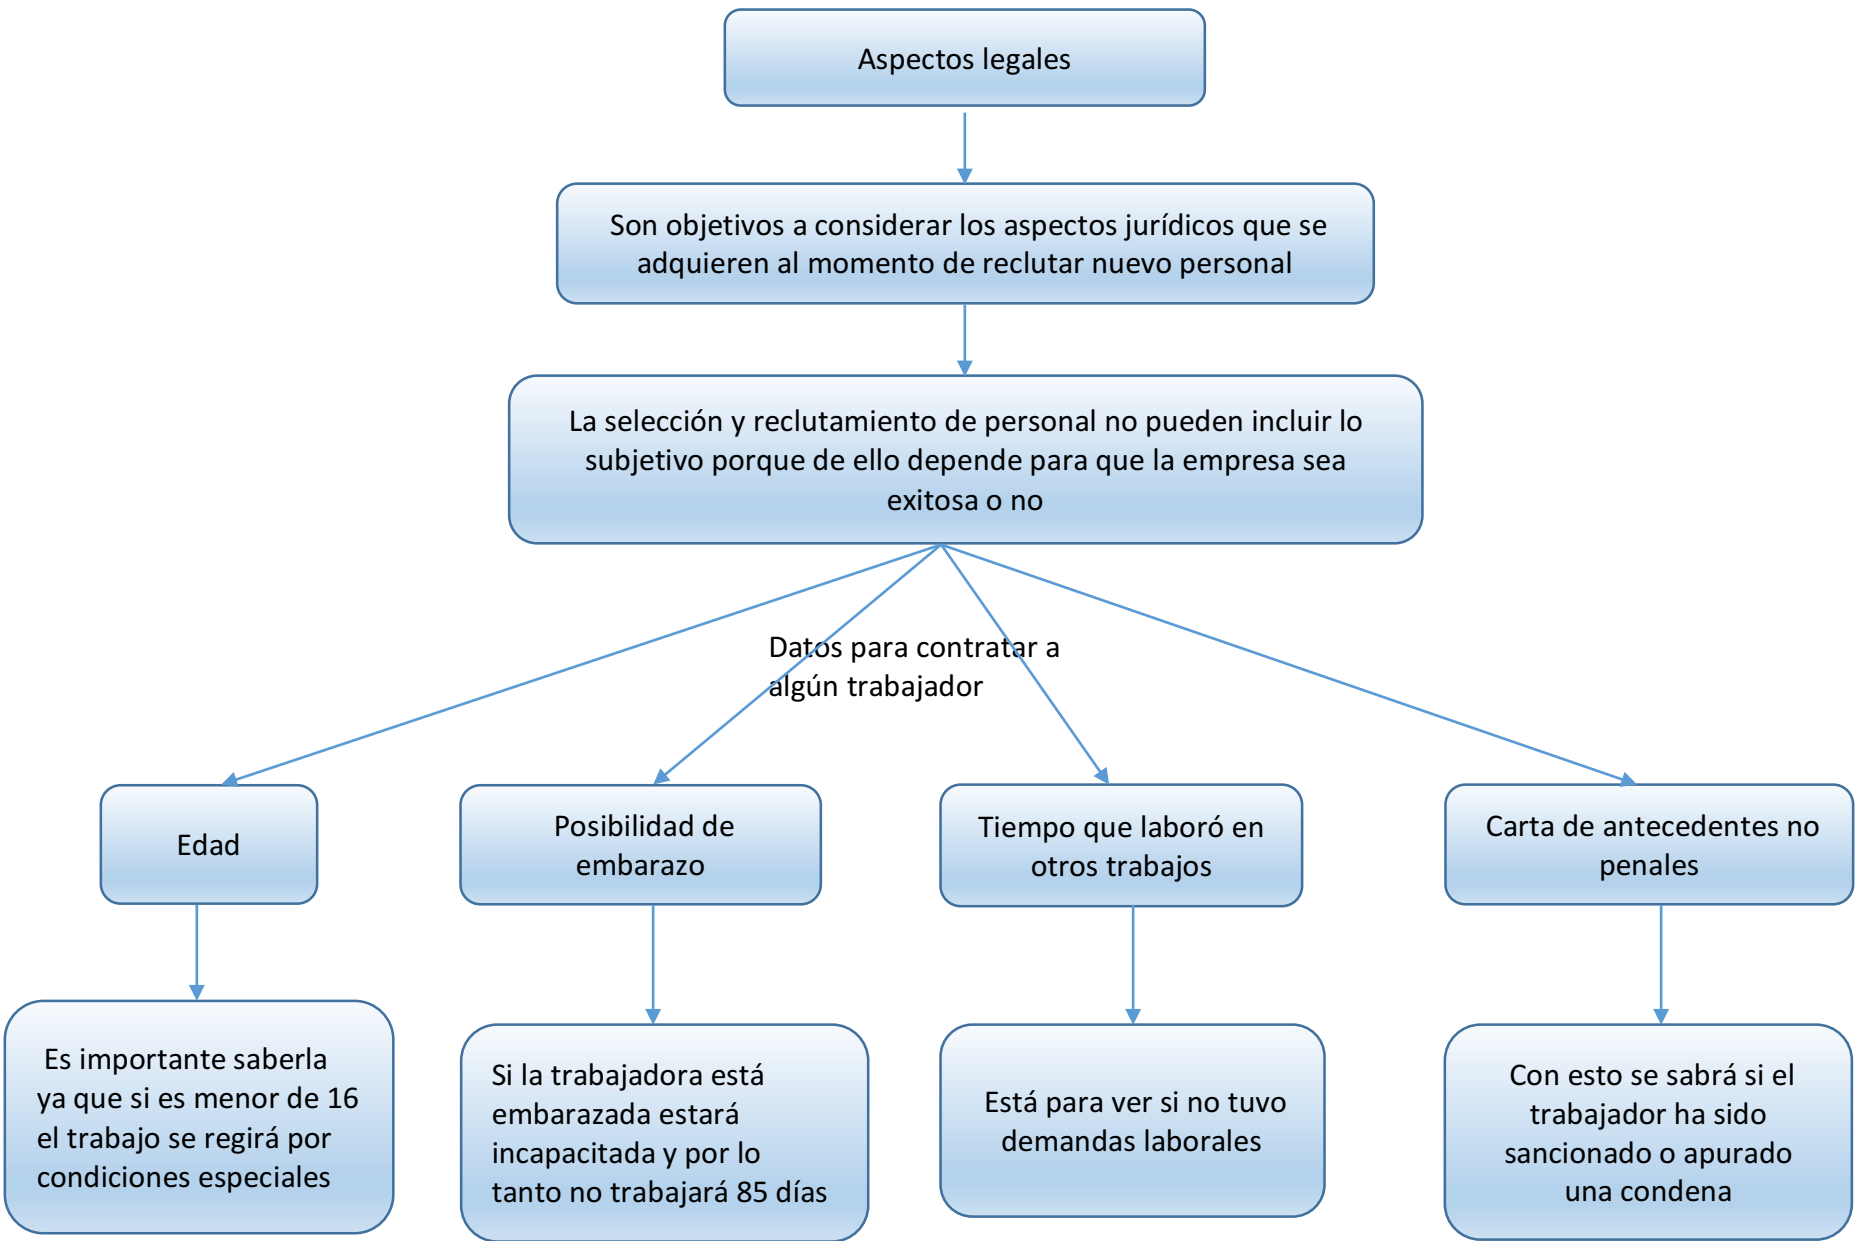 Aspectos legales
Son objetivos a considerar los aspectos jurídicos que se
adquieren al momento de reclutar nuevo personal
La selección y reclutamiento de personal no pueden incluir lo
subjetivo porque de ello depende para que la empresa sea
exitosa o no
Datos para contratar a
algún trabajador
Edad
Posibilidad de
embarazo
Tiempo que laboró en
otros trabajos
Carta de antecedentes no
penales
Es importante saberla
ya que si es menor de 16
el trabajo se regirá por
condiciones especiales
Si la trabajadora está
embarazada estará
incapacitada y por lo
tanto no trabajará 85 días
Está para ver si no tuvo
demandas laborales
Con esto se sabrá si el
trabajador ha sido
sancionado o apurado
una condena